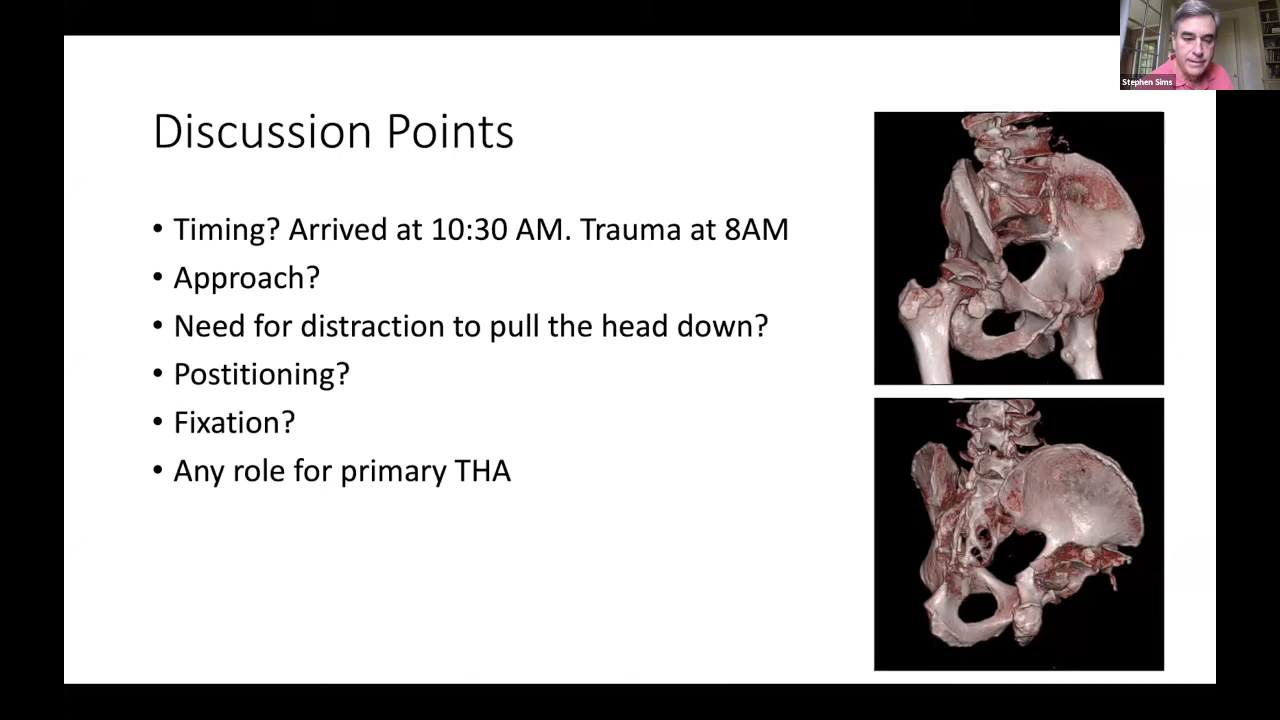 Stephen Sims
Discussion Points
• Timing? Arrived at 10:30 AM. Trauma at 8AM
• Approach?
• Need for distraction to pull the head down?
• Postitioning?
• Fixation?
• Any role for primary THA